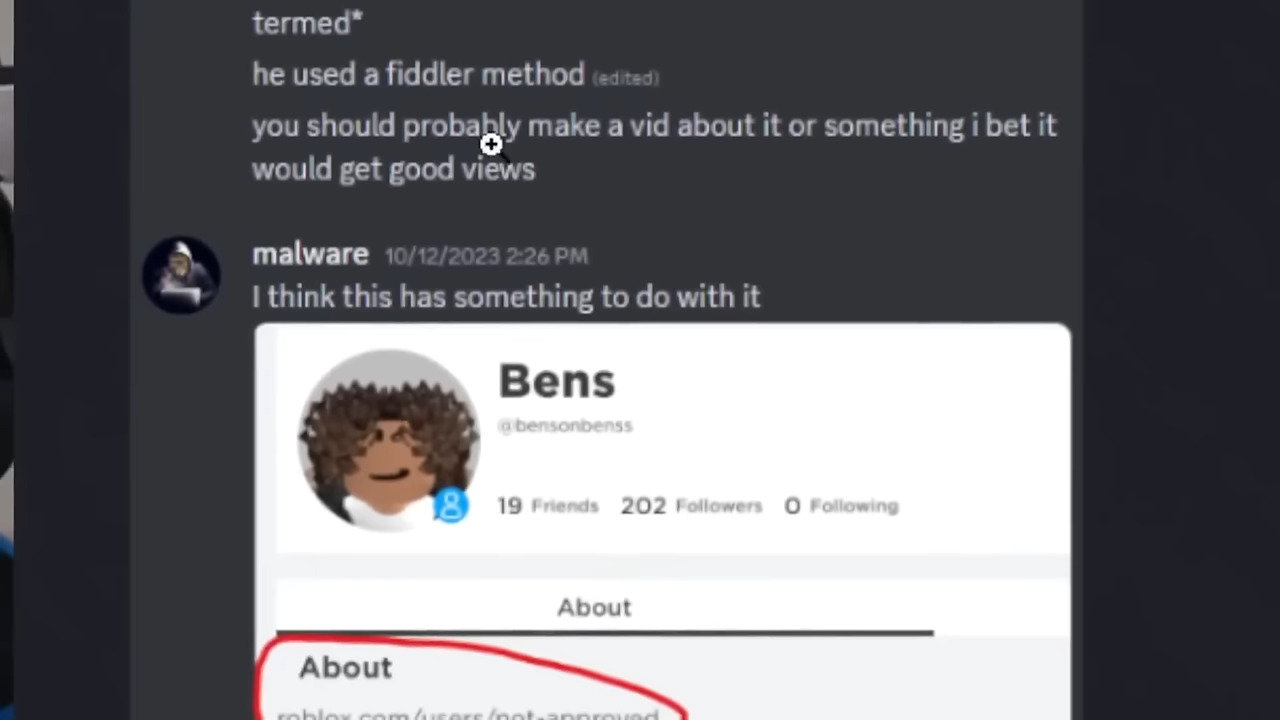 termed*
he used a fiddler method (edited)
you should probably make a vid about it or something i bet it
would get good views
malware 10/12/2023 2:26 PM
I think this has something to do with it
Bens
@bensonbenss
19 Friends 202 Followers 0 Following
About
About
roblox.com/users/not-approved